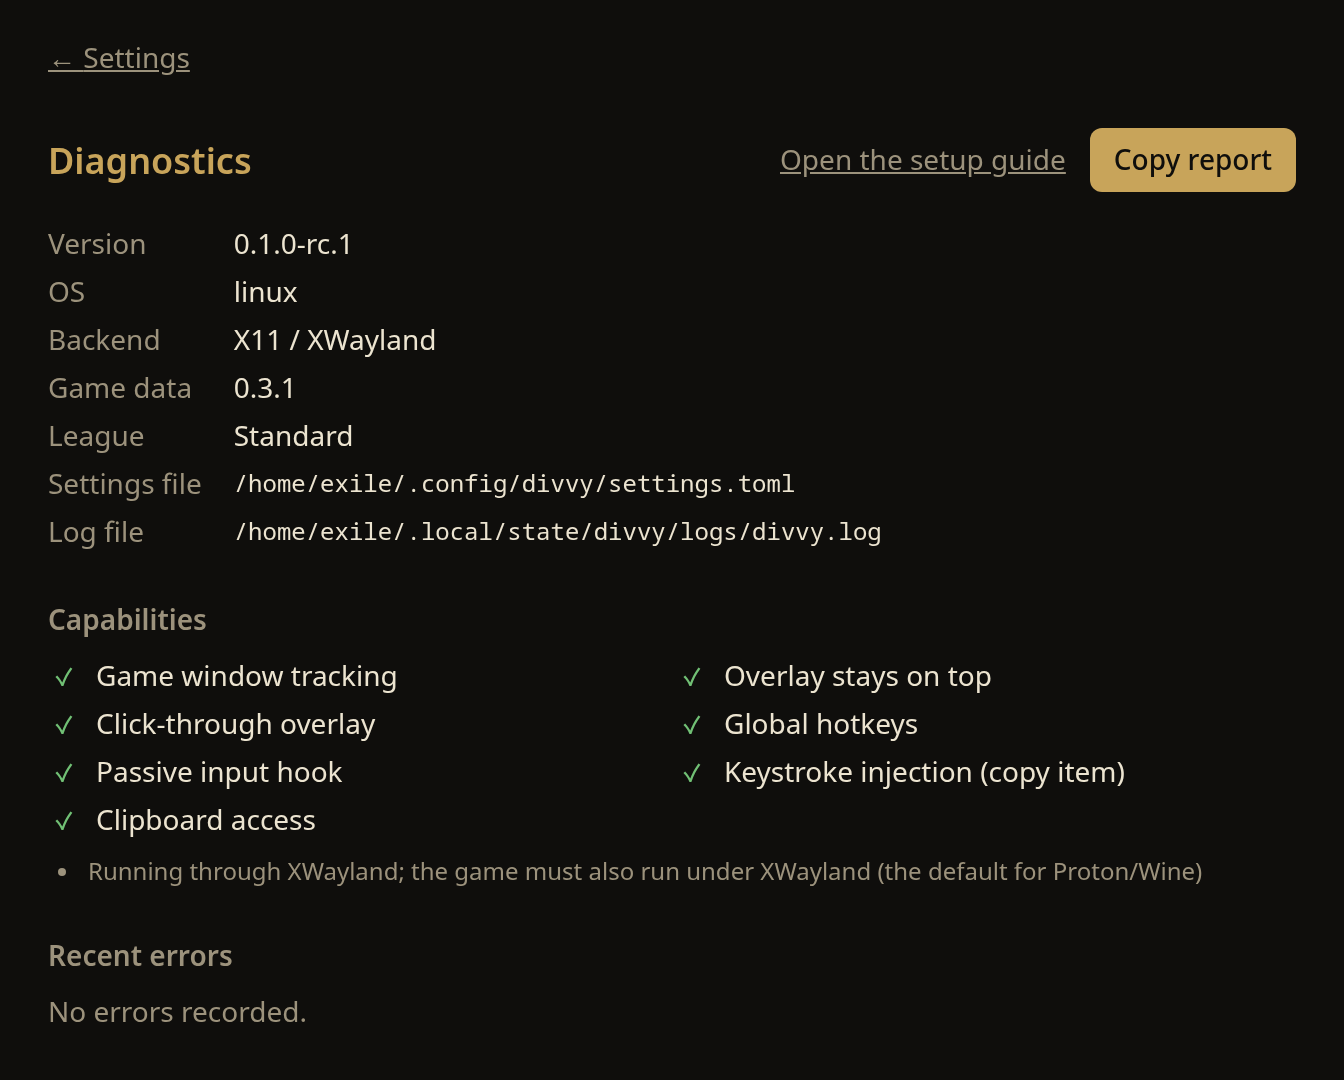 ← Settings
Diagnostics
Open the setup guide
Copy report
Version 0.1.0-rc.1
OS linux
Backend X11 / XWayland
Game data 0.3.1
League Standard
Settings file /home/exile/.config/divvy/settings.toml
Log file /home/exile/.local/state/divvy/logs/divvy.log
Capabilities
✓ Game window tracking
✓ Overlay stays on top
✓ Click-through overlay
✓ Global hotkeys
✓ Passive input hook
✓ Keystroke injection (copy item)
✓ Clipboard access
• Running through XWayland; the game must also run under XWayland (the default for Proton/Wine)
Recent errors
No errors recorded.